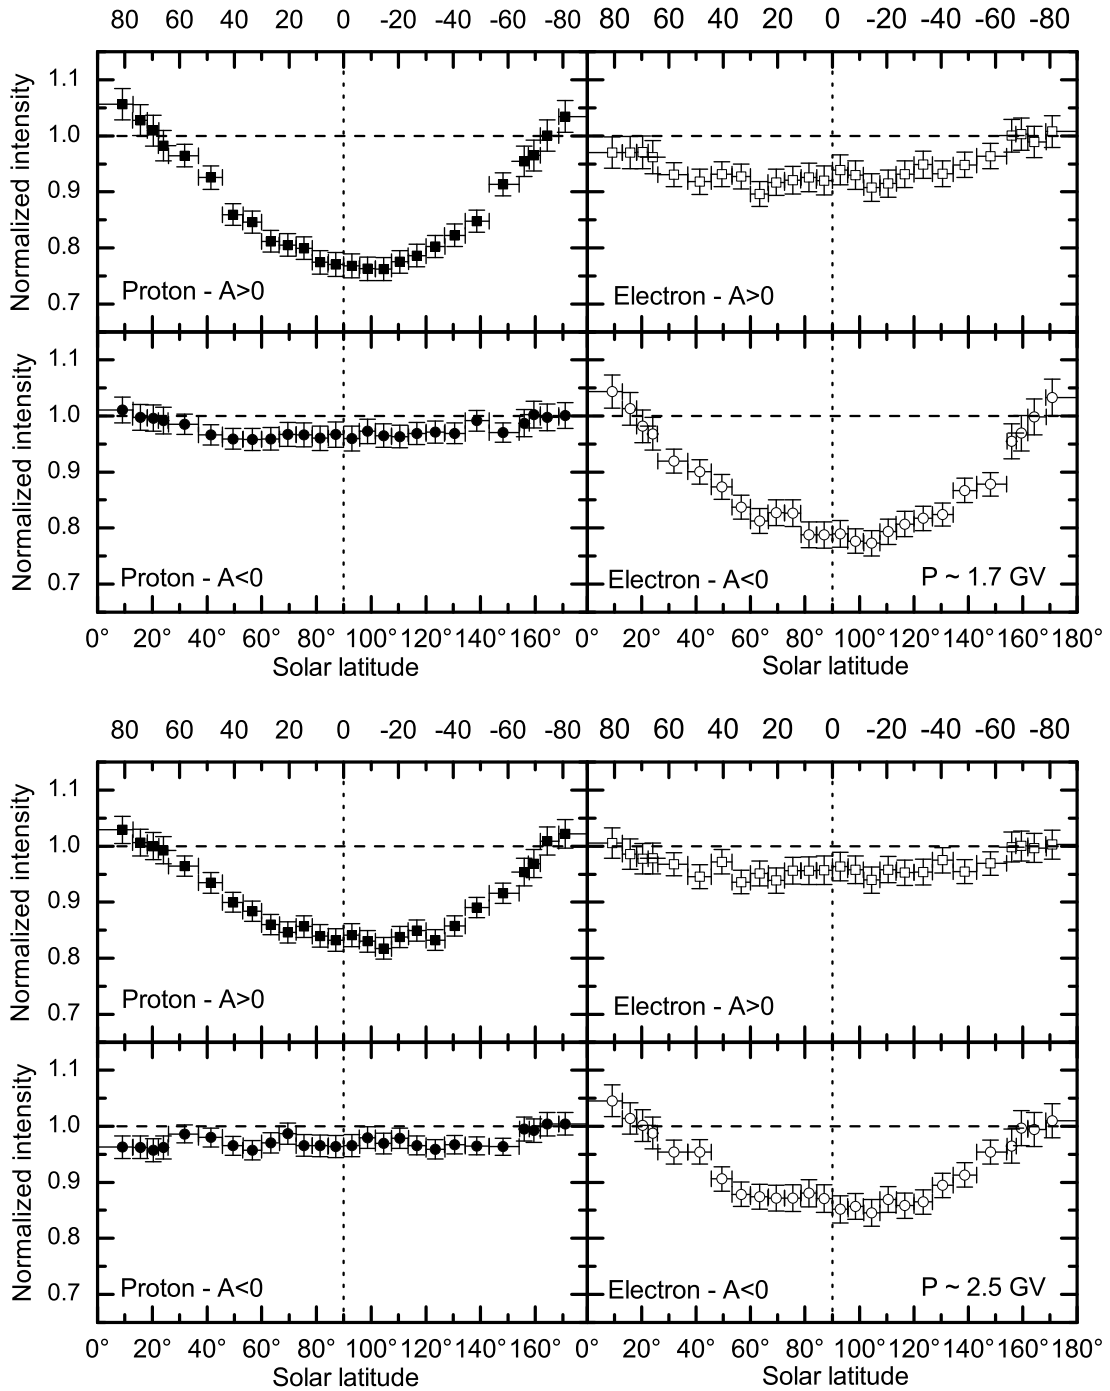 80 60 40 20 0 -20 -40 -60 -80 80 60 40 20 0 -20 -40 -60 -80
Normalized intensity
1.1
1.0
0.9
0.8
0.7
Proton - A>0
Electron - A>0
Normalized intensity
1.1
1.0
0.9
0.8
0.7
Proton - A<0
Electron - A<0 P ~ 1.7 GV
0° 20° 40° 60° 80° 100° 120° 140° 160° 0° 20° 40° 60° 80° 100° 120° 140° 160° 180°
Solar latitude Solar latitude
80 60 40 20 0 -20 -40 -60 -80 80 60 40 20 0 -20 -40 -60 -80
Normalized intensity
1.1
1.0
0.9
0.8
0.7
Proton - A>0
Electron - A>0
Normalized intensity
1.1
1.0
0.9
0.8
0.7
Proton - A<0
Electron - A<0 P ~ 2.5 GV
0° 20° 40° 60° 80° 100° 120° 140° 160° 0° 20° 40° 60° 80° 100° 120° 140° 160° 180°
Solar latitude Solar latitude